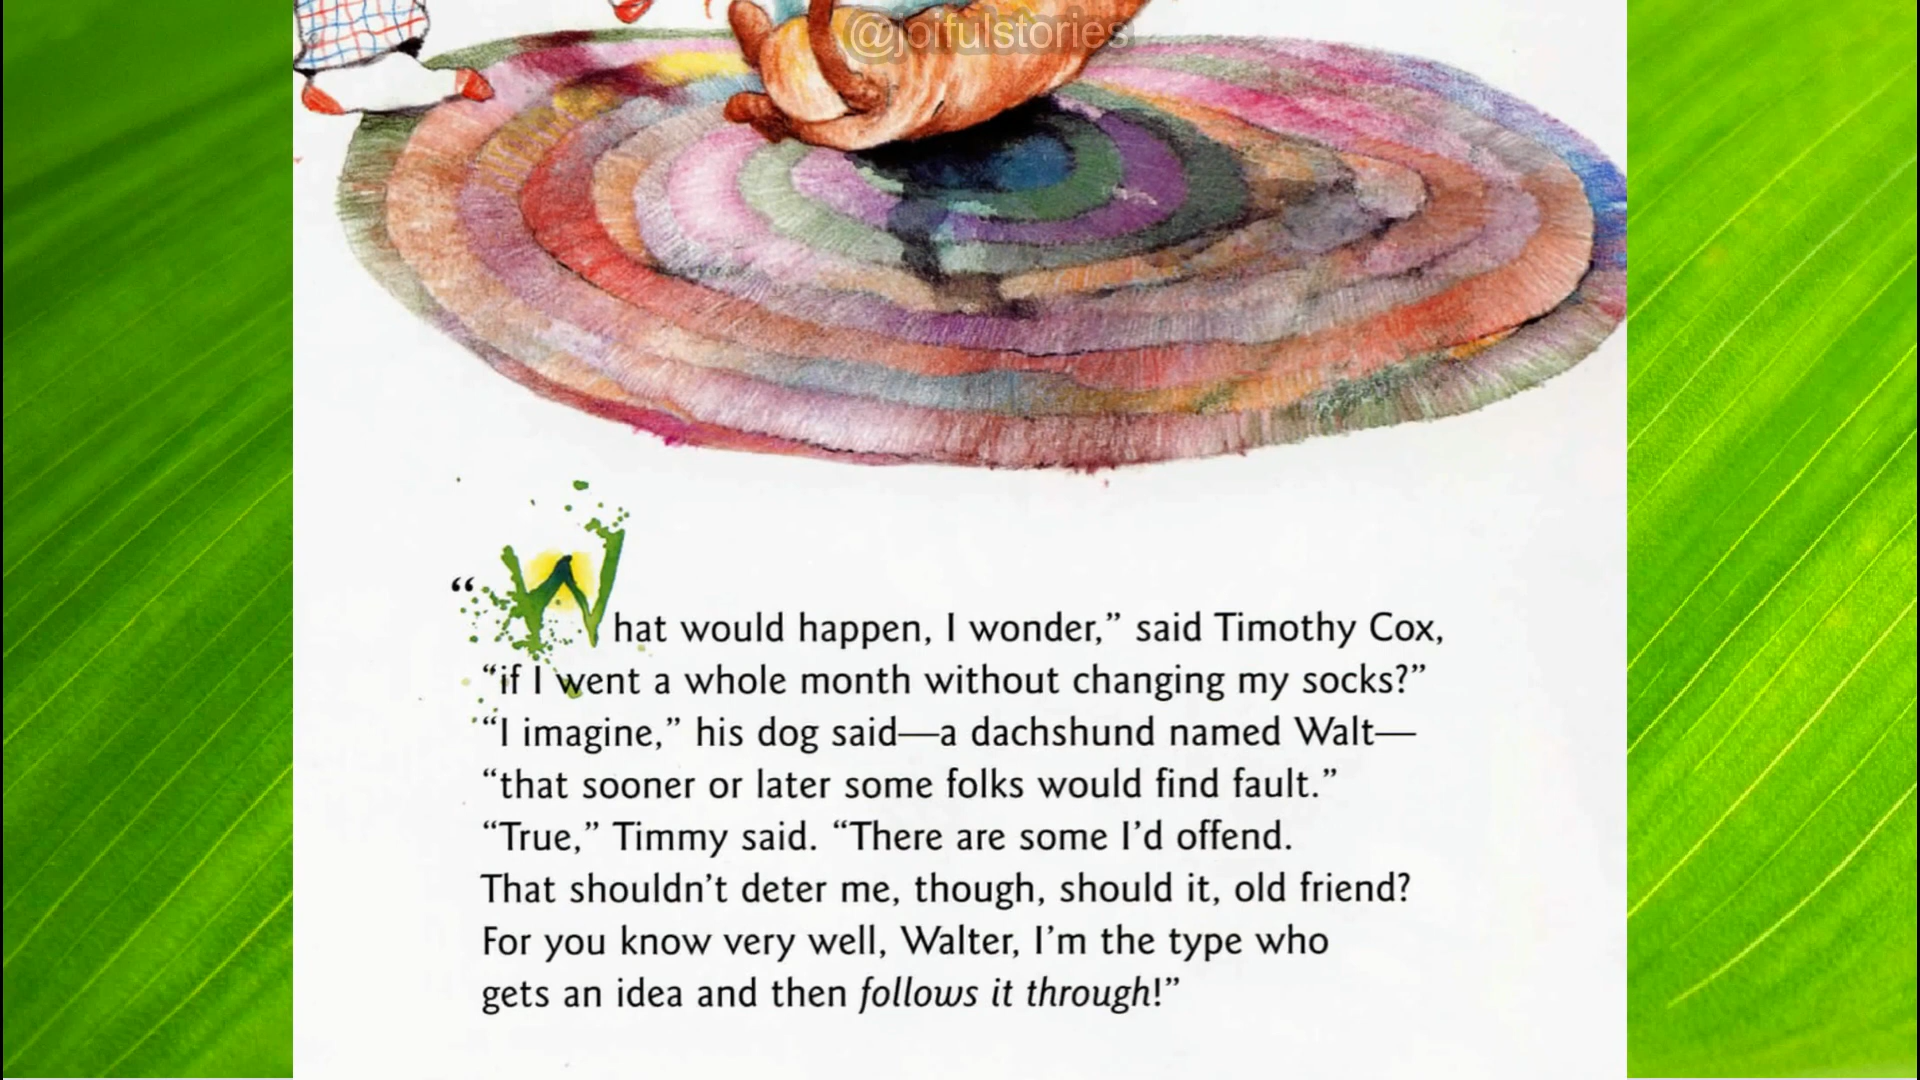 @joifulstories
“What would happen, I wonder,” said Timothy Cox,
“if I went a whole month without changing my socks?”
“I imagine,” his dog said—a dachshund named Walt—
“that sooner or later some folks would find fault.”
“True,” Timmy said. “There are some I’d offend.
That shouldn’t deter me, though, should it, old friend?
For you know very well, Walter, I’m the type who
gets an idea and then follows it through!”